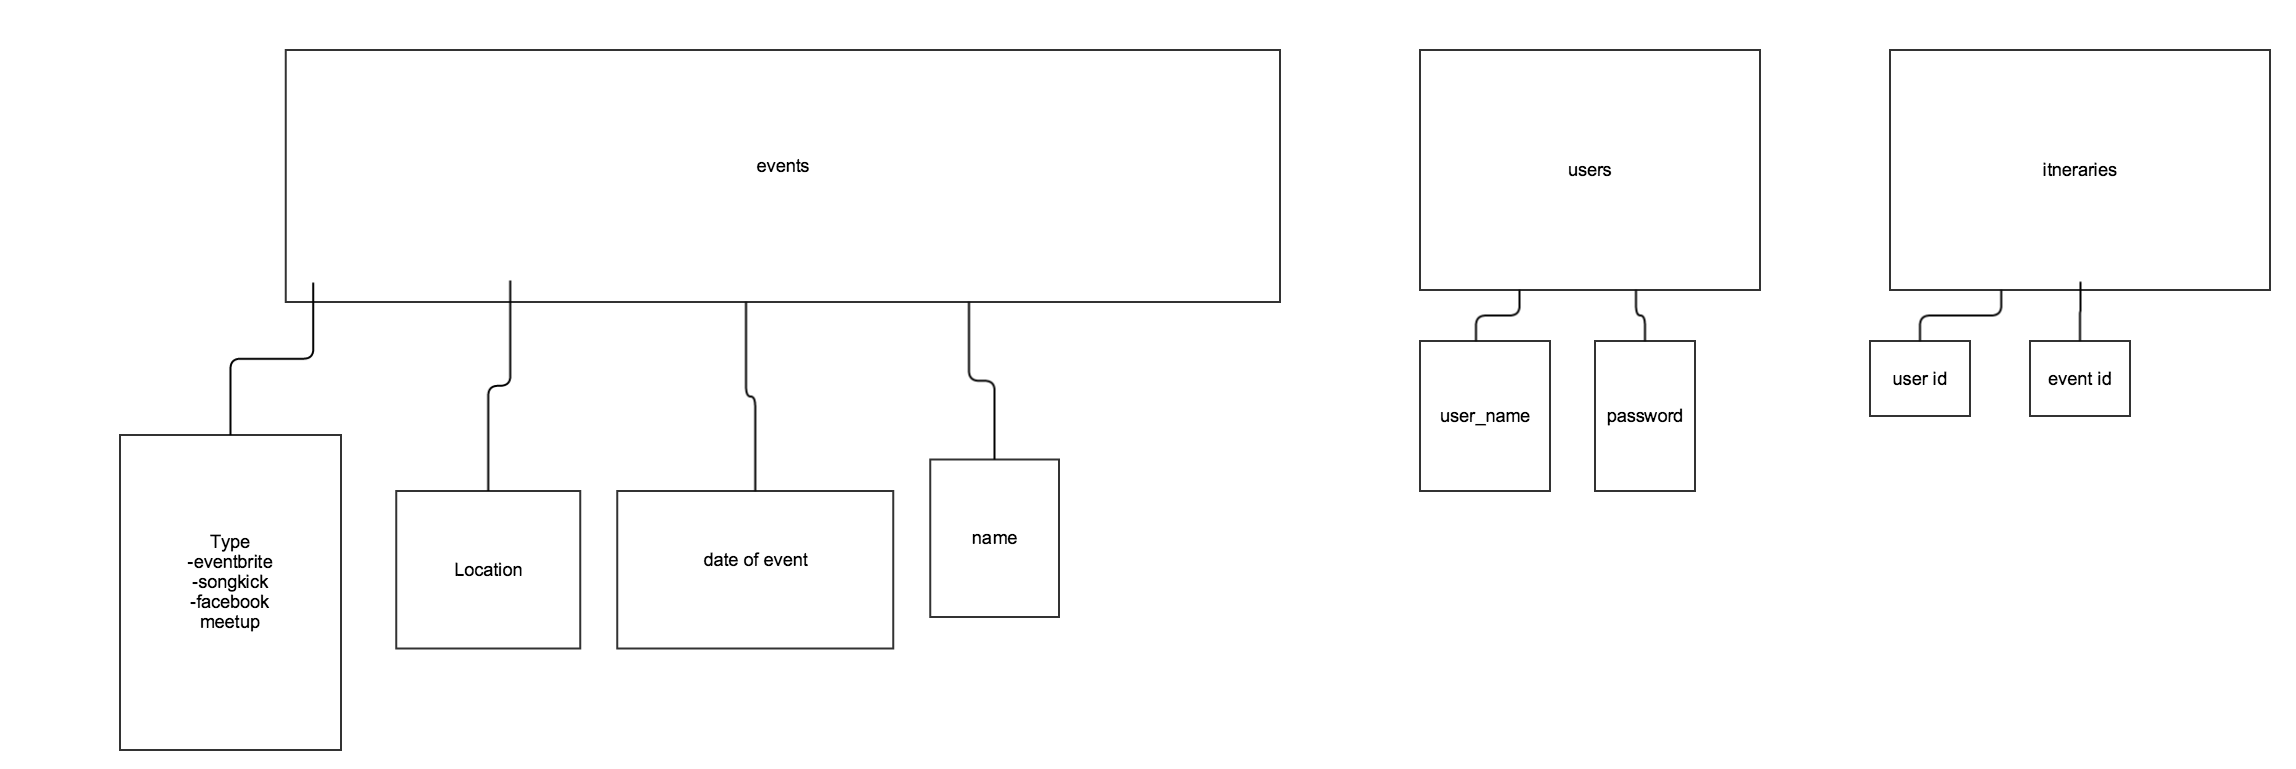 events
users
itneraries
user id
event id
user_name
password
Type
-eventbrite
-songkick
-facebook
meetup
Location
date of event
name